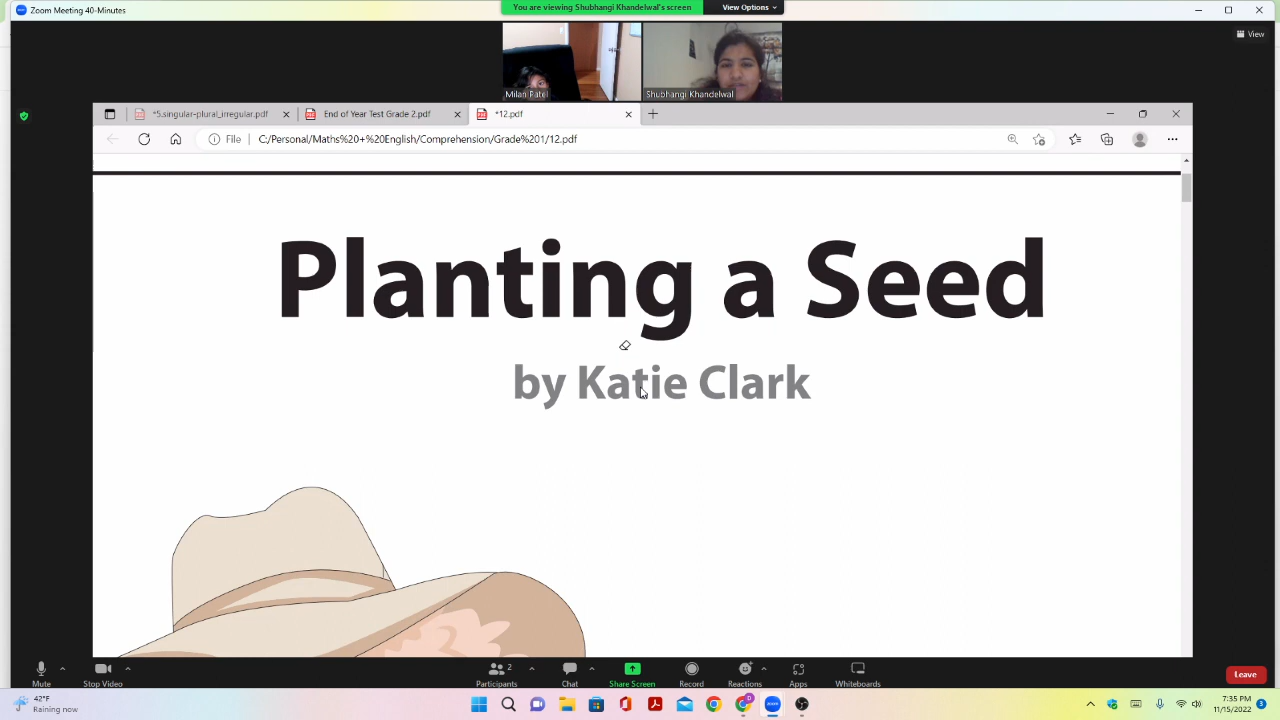 Zoom Meeting 40-Minutes
You are viewing Shubhangi Khandelwal's screen
View Options
View
Milan Patel
Shubhangi Khandelwal
*5.singular-plural_irregular.pdf
End of Year Test Grade 2.pdf
*12.pdf
File
C:/Personal/Maths%20+%20English/Comprehension/Grade%201/12.pdf
Planting a Seed
by Katie Clark
Mute
Stop Video
2
Participants
Chat
Share Screen
Record
Reactions
Apps
Whiteboards
Leave
42°F
Raining now
7:35 PM
11/15/2022
3